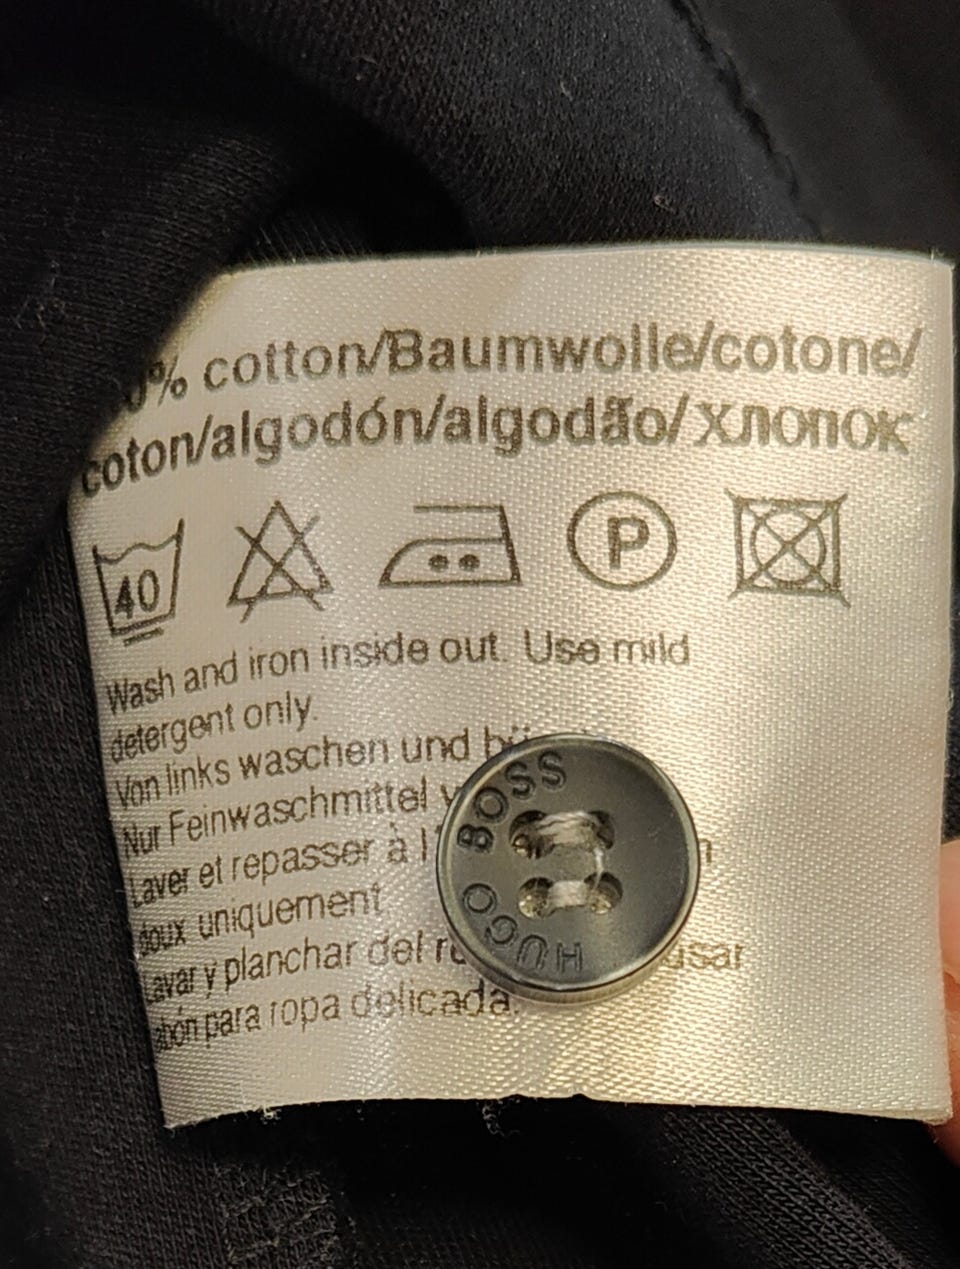 % cotton/Baumwolle/cotone/
coton/algodón/algodão/хлопок
40
P
Wash and iron inside out. Use mild
detergent only.
Von links waschen und
Nur Feinwaschmittel
Laver et repasser à
doux uniquement
Lavar y planchar del usar
para ropa delicada.
HUGO BOSS